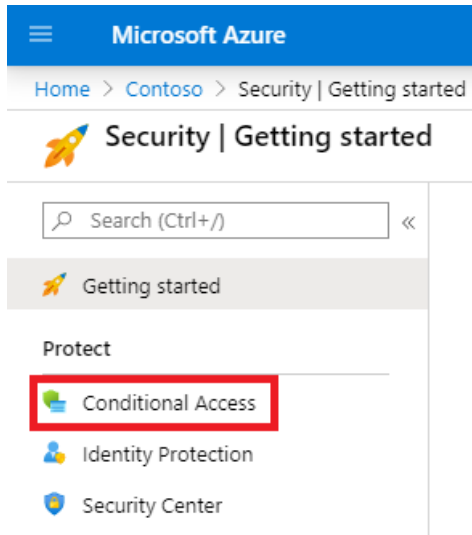 Microsoft Azure
Home > Contoso > Security | Getting started
Security | Getting started
Search (Ctrl+/)
Getting started
Protect
Conditional Access
Identity Protection
Security Center